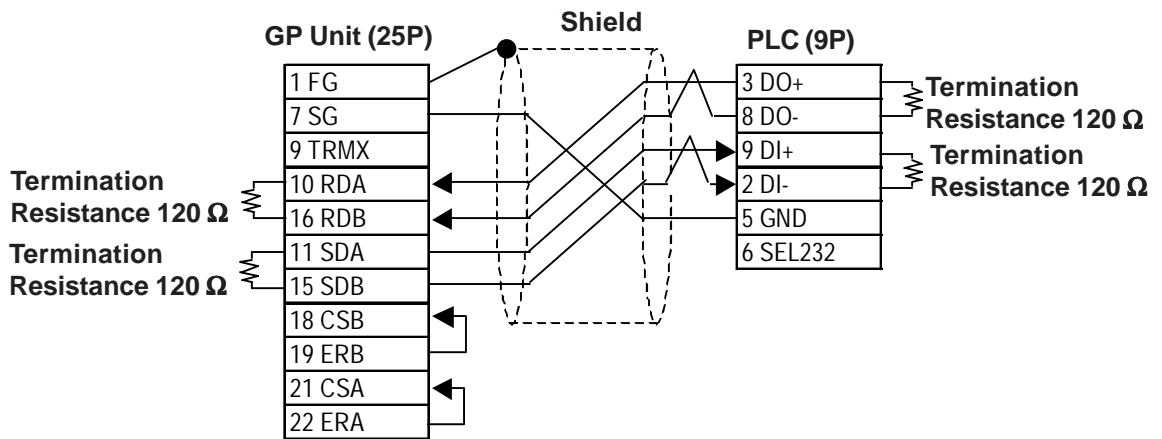 Shield
GP Unit (25P)
PLC (9P)
1 FG
7 SG
9 TRMX
10 RDA
16 RDB
11 SDA
15 SDB
18 CSB
19 ERB
21 CSA
22 ERA
Termination
Resistance 120 Ω
Termination
Resistance 120 Ω
3 DO+
8 DO-
9 DI+
2 DI-
5 GND
6 SEL232
Termination
Resistance 120 Ω
Termination
Resistance 120 Ω